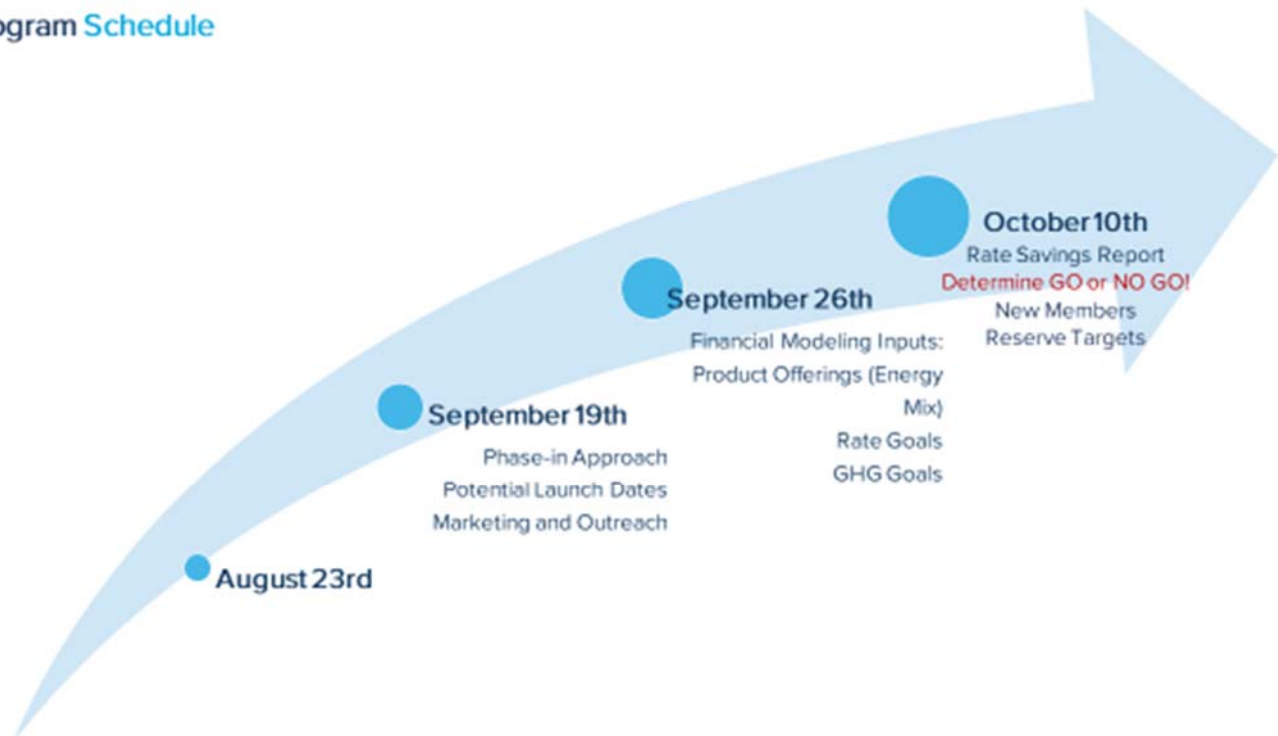 ogram Schedule
August 23rd
September 19th
Phase-in Approach
Potential Launch Dates
Marketing and Outreach
September 26th
Financial Modeling Inputs:
Product Offerings (Energy
Mix)
Rate Goals
GHG Goals
October 10th
Rate Savings Report
Determine GO or NO GO!
New Members
Reserve Targets